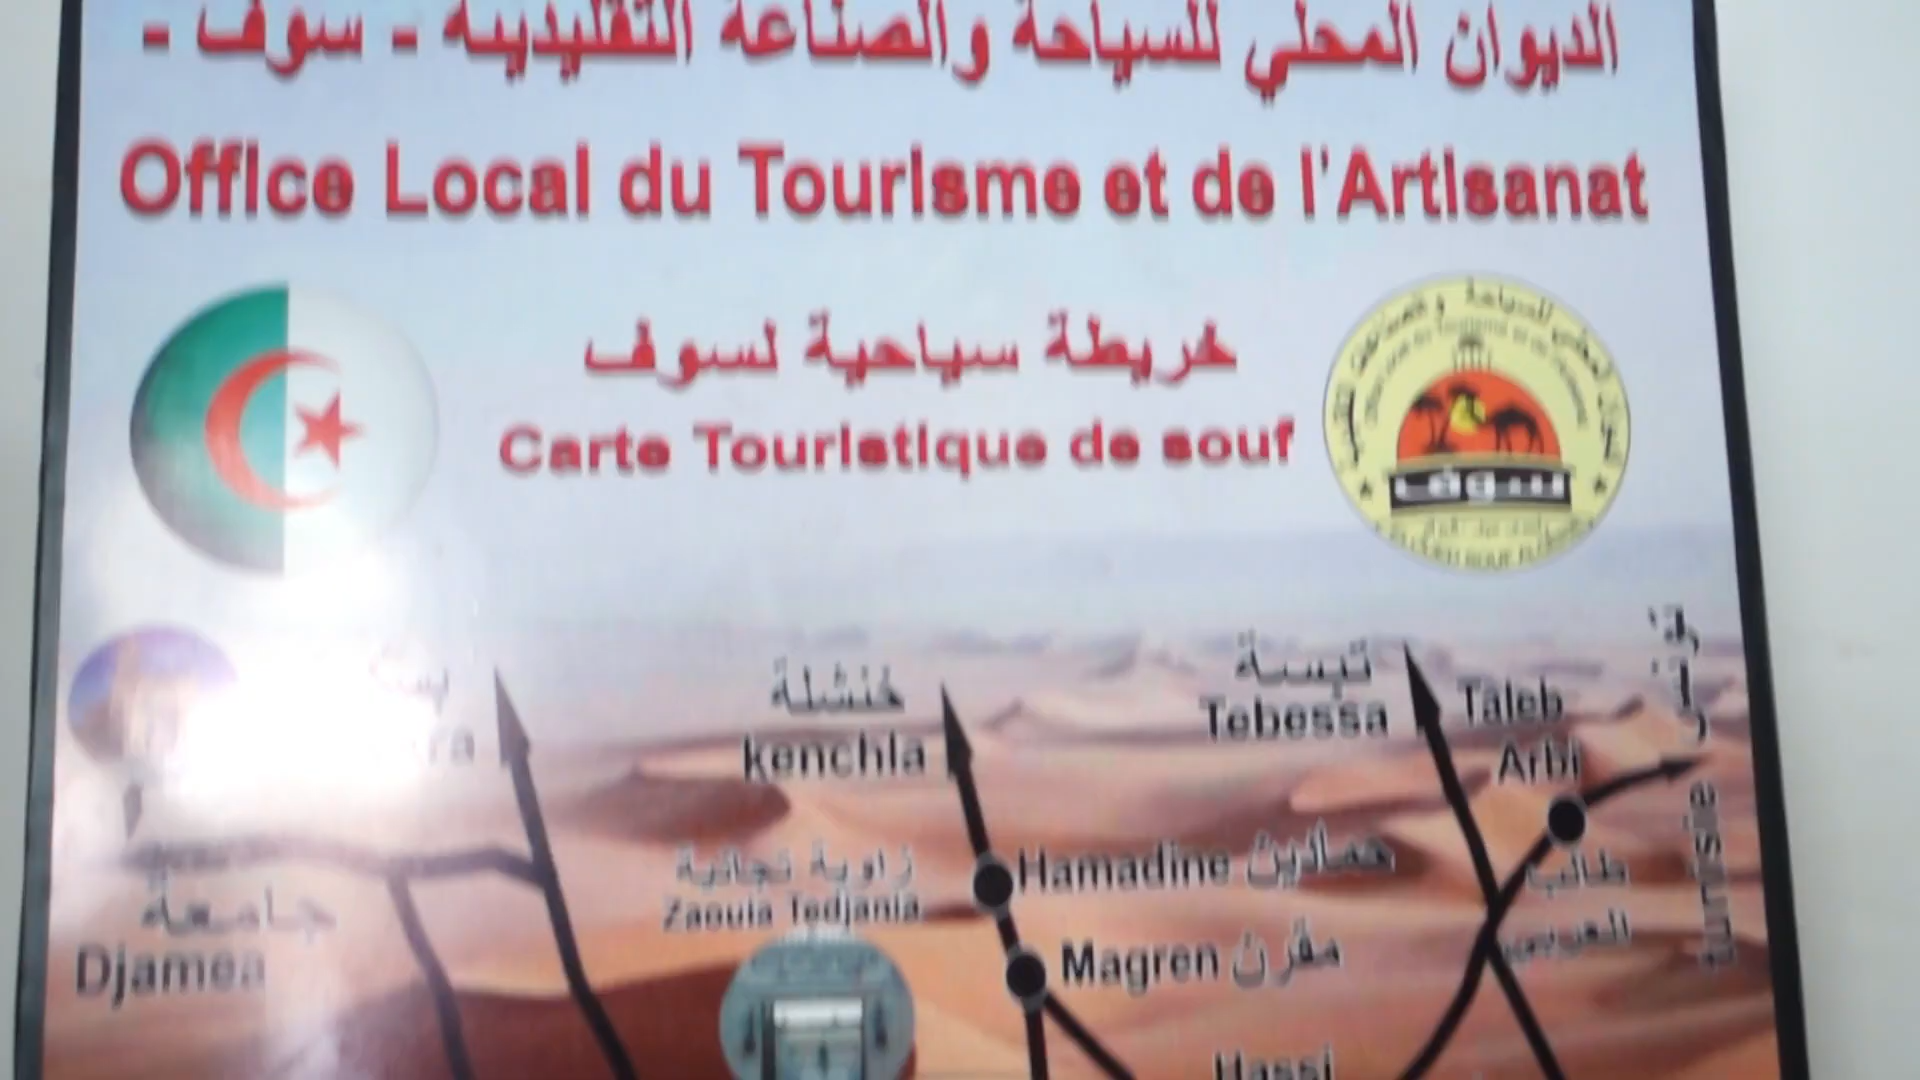 الديوان المحلي للسياحة والصناعة التقليدية - سوف -
Office Local du Tourisme et de l'Artisanat
خريطة سياحية لسوف
Carte Touristique de souf
سوف
خنشلة
kenchla
تبسة
Tebessa
Taleb
Arbi
طالب
العربي
تونس
tunisie
زاوية تجانية
Zaouia Tedjania
Hamadine حمادين
Magren مقرن
جامعة
Djamea
Hassi